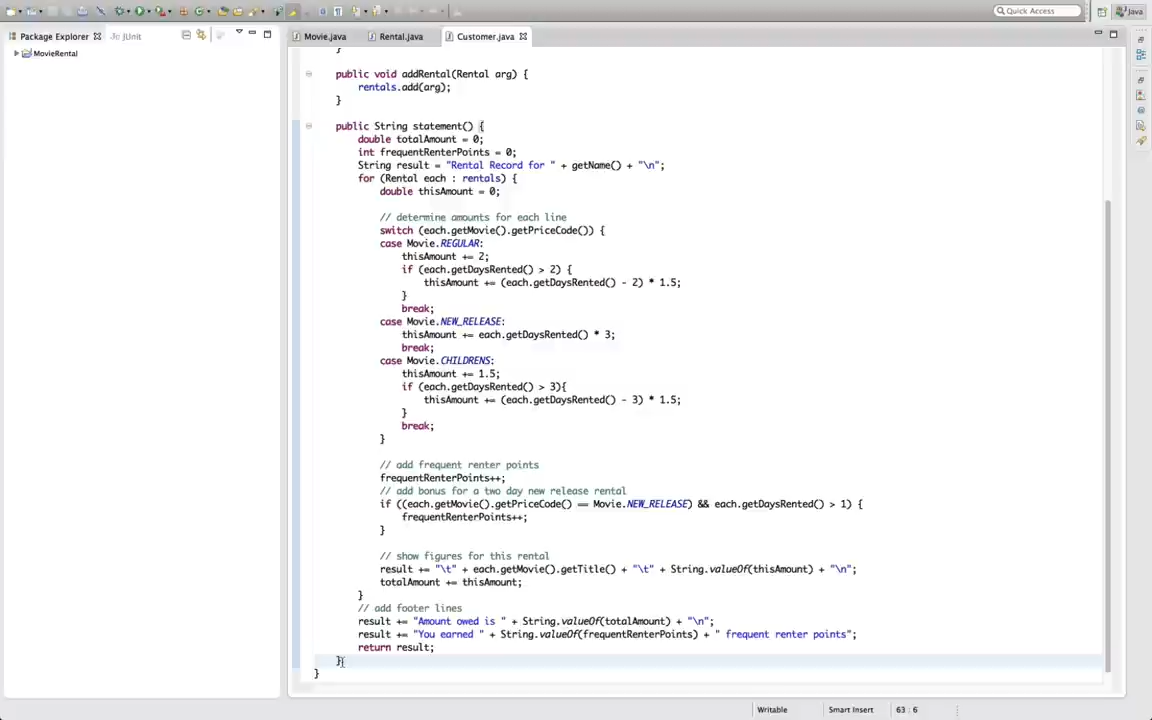 Quick Access
Java
Package Explorer
JUnit
Movie.java
Rental.java
Customer.java
MovieRental
}
public void addRental(Rental arg) {
rentals.add(arg);
}
public String statement() {
double totalAmount = 0;
int frequentRenterPoints = 0;
String result = "Rental Record for " + getName() + "\n";
for (Rental each : rentals) {
double thisAmount = 0;
// determine amounts for each line
switch (each.getMovie().getPriceCode()) {
case Movie.REGULAR:
thisAmount += 2;
if (each.getDaysRented() > 2) {
thisAmount += (each.getDaysRented() - 2) * 1.5;
}
break;
case Movie.NEW_RELEASE:
thisAmount += each.getDaysRented() * 3;
break;
case Movie.CHILDRENS:
thisAmount += 1.5;
if (each.getDaysRented() > 3){
thisAmount += (each.getDaysRented() - 3) * 1.5;
}
break;
}
// add frequent renter points
frequentRenterPoints++;
// add bonus for a two day new release rental
if ((each.getMovie().getPriceCode() == Movie.NEW_RELEASE) && each.getDaysRented() > 1) {
frequentRenterPoints++;
}
// show figures for this rental
result += "\t" + each.getMovie().getTitle() + "\t" + String.valueOf(thisAmount) + "\n";
totalAmount += thisAmount;
}
// add footer lines
result += "Amount owed is " + String.valueOf(totalAmount) + "\n";
result += "You earned " + String.valueOf(frequentRenterPoints) + " frequent renter points";
return result;
}
}
Writable
Smart Insert
63 : 6